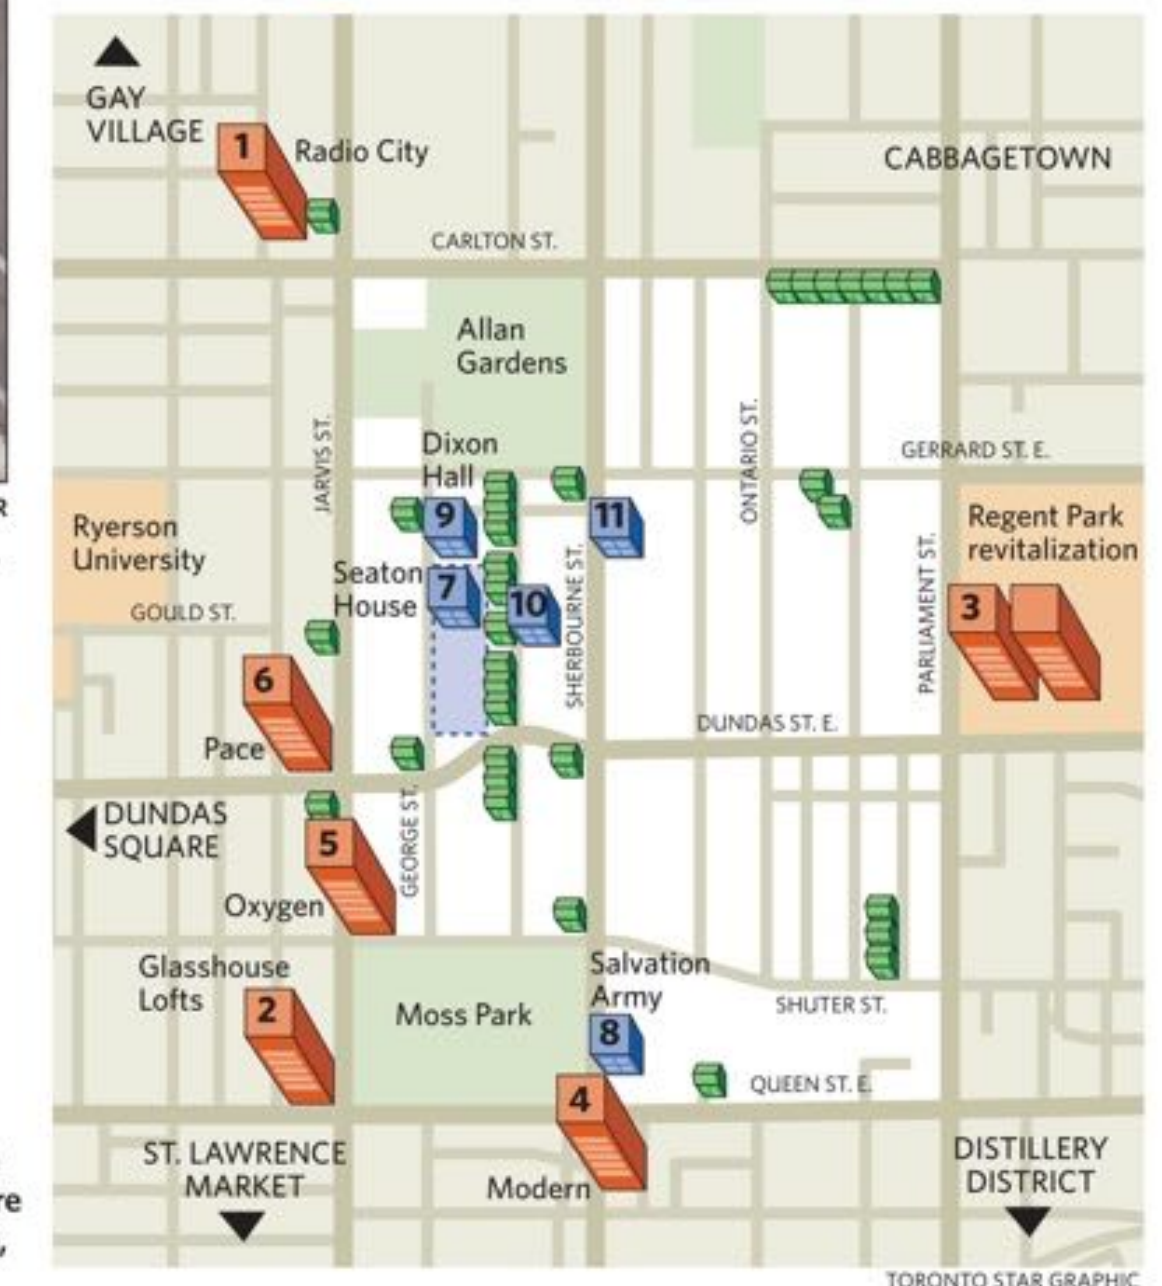 GAY
VILLAGE
1
Radio City
CABBAGETOWN
CARLTON ST.
Allan
Gardens
JARVIS ST.
ONTARIO ST.
Dixon
Hall
GERRARD ST. E.
R
Ryerson
University
9
11
Regent Park
revitalization
Seaton
House
7
10
SHERBOURNE ST.
PARLIAMENT ST.
3
GOULD ST.
6
Pace
DUNDAS ST. E.
DUNDAS
SQUARE
5
GEORGE ST.
Oxygen
Glasshouse
Lofts
2
Moss Park
Salvation
Army
8
SHUTER ST.
4
QUEEN ST. E.
ST. LAWRENCE
MARKET
Modern
DISTILLERY
DISTRICT
re
,
TORONTO STAR GRAPHIC